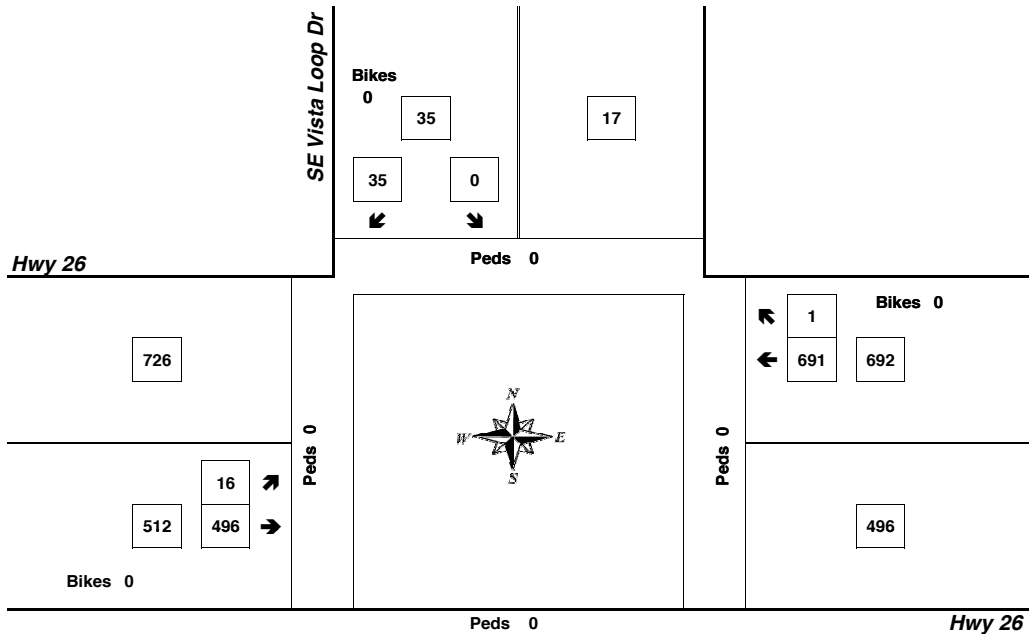 SE Vista Loop Dr
Bikes
0
35
17
35
0
Peds 0
Hwy 26
Bikes 0
1
726
691
692
N
W
E
S
Peds 0
Peds 0
16
512
496
496
Bikes 0
Peds 0
Hwy 26